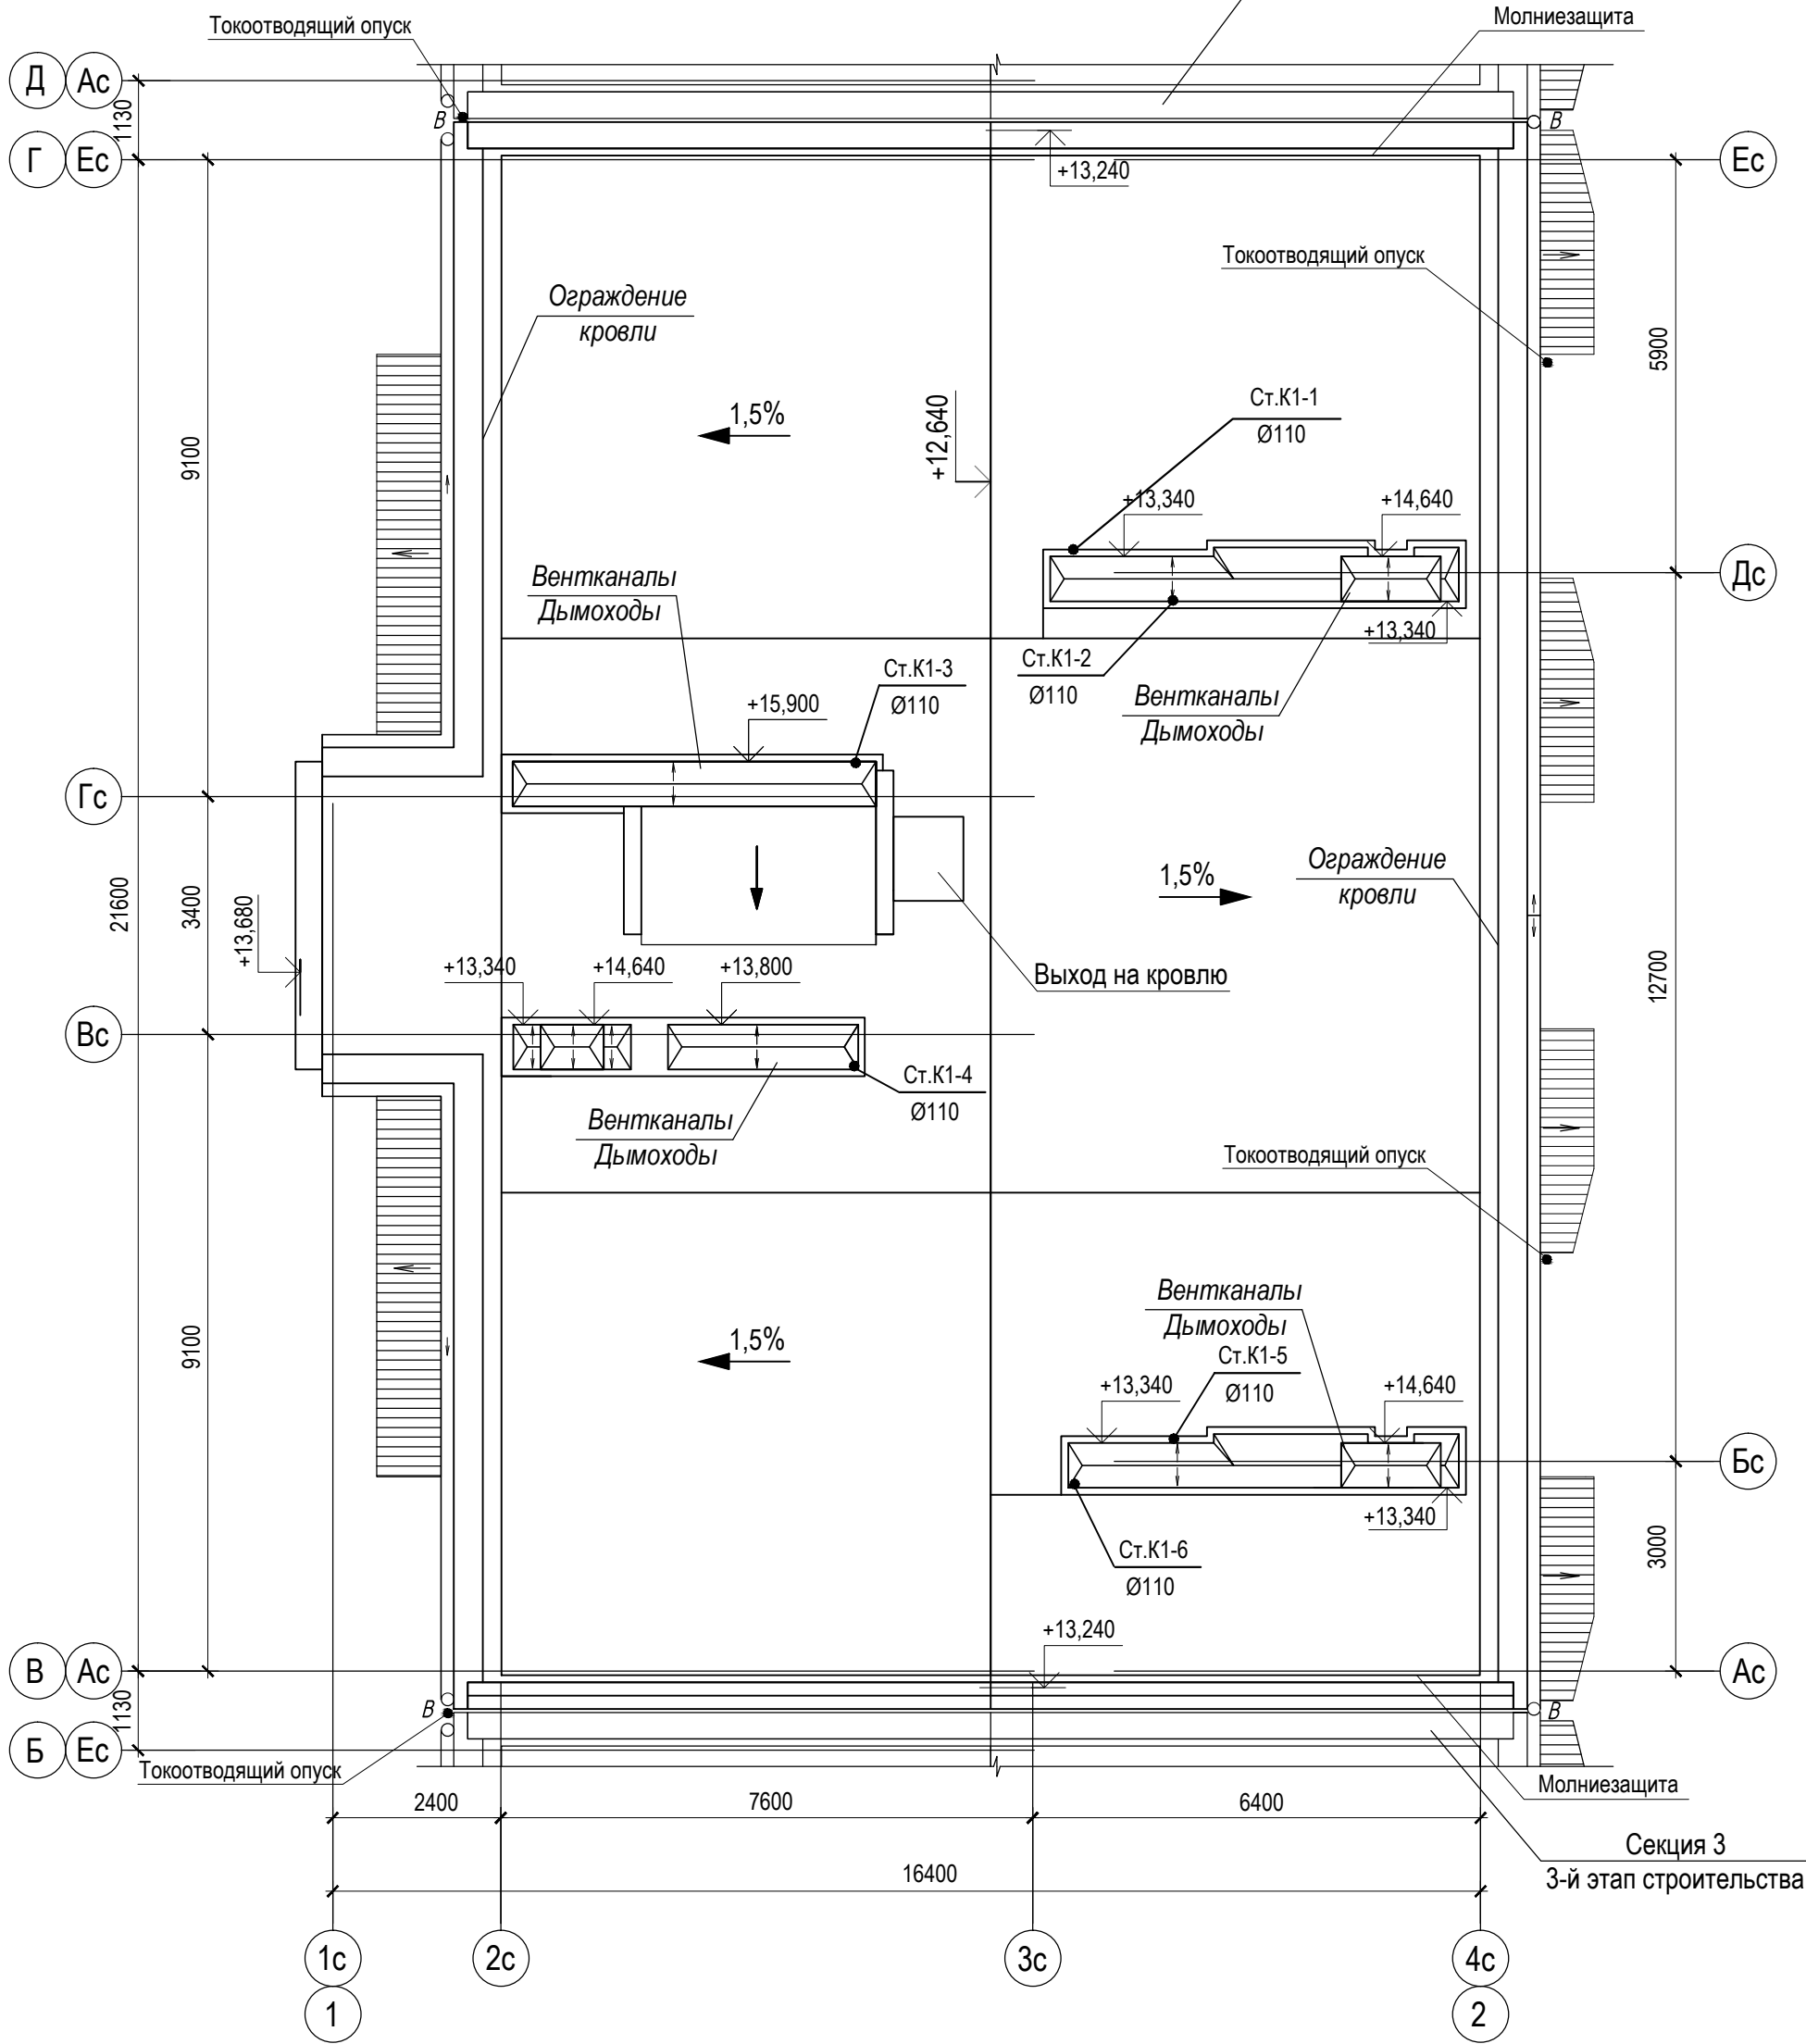 Токоотводящий опуск
Молниезащита
Д Ас
1130
В
В
Г Ес
Ес
+13,240
Токоотводящий опуск
Ограждение
кровли
5900
Ст.К1-1
Ø110
1,5%
+12,640
9100
+13,340
+14,640
Вентканалы
Дымоходы
Дс
+13,340
Ст.К1-3
Ø110
Ст.К1-2
Ø110
+15,900
Вентканалы
Дымоходы
Гс
Ограждение
кровли
1,5%
21600
3400
+13,680
12700
+13,340
+14,640
+13,800
Выход на кровлю
Вс
Ст.К1-4
Ø110
Вентканалы
Дымоходы
Токоотводящий опуск
Вентканалы
Дымоходы
1,5%
9100
Ст.К1-5
Ø110
+13,340
+14,640
Бс
+13,340
Ст.К1-6
Ø110
3000
+13,240
В Ас
Ас
1130
В
В
Б Ес
Токоотводящий опуск
Молниезащита
2400
7600
6400
Секция 3
3-й этап строительства
16400
1с
2с
3с
4с
1
2